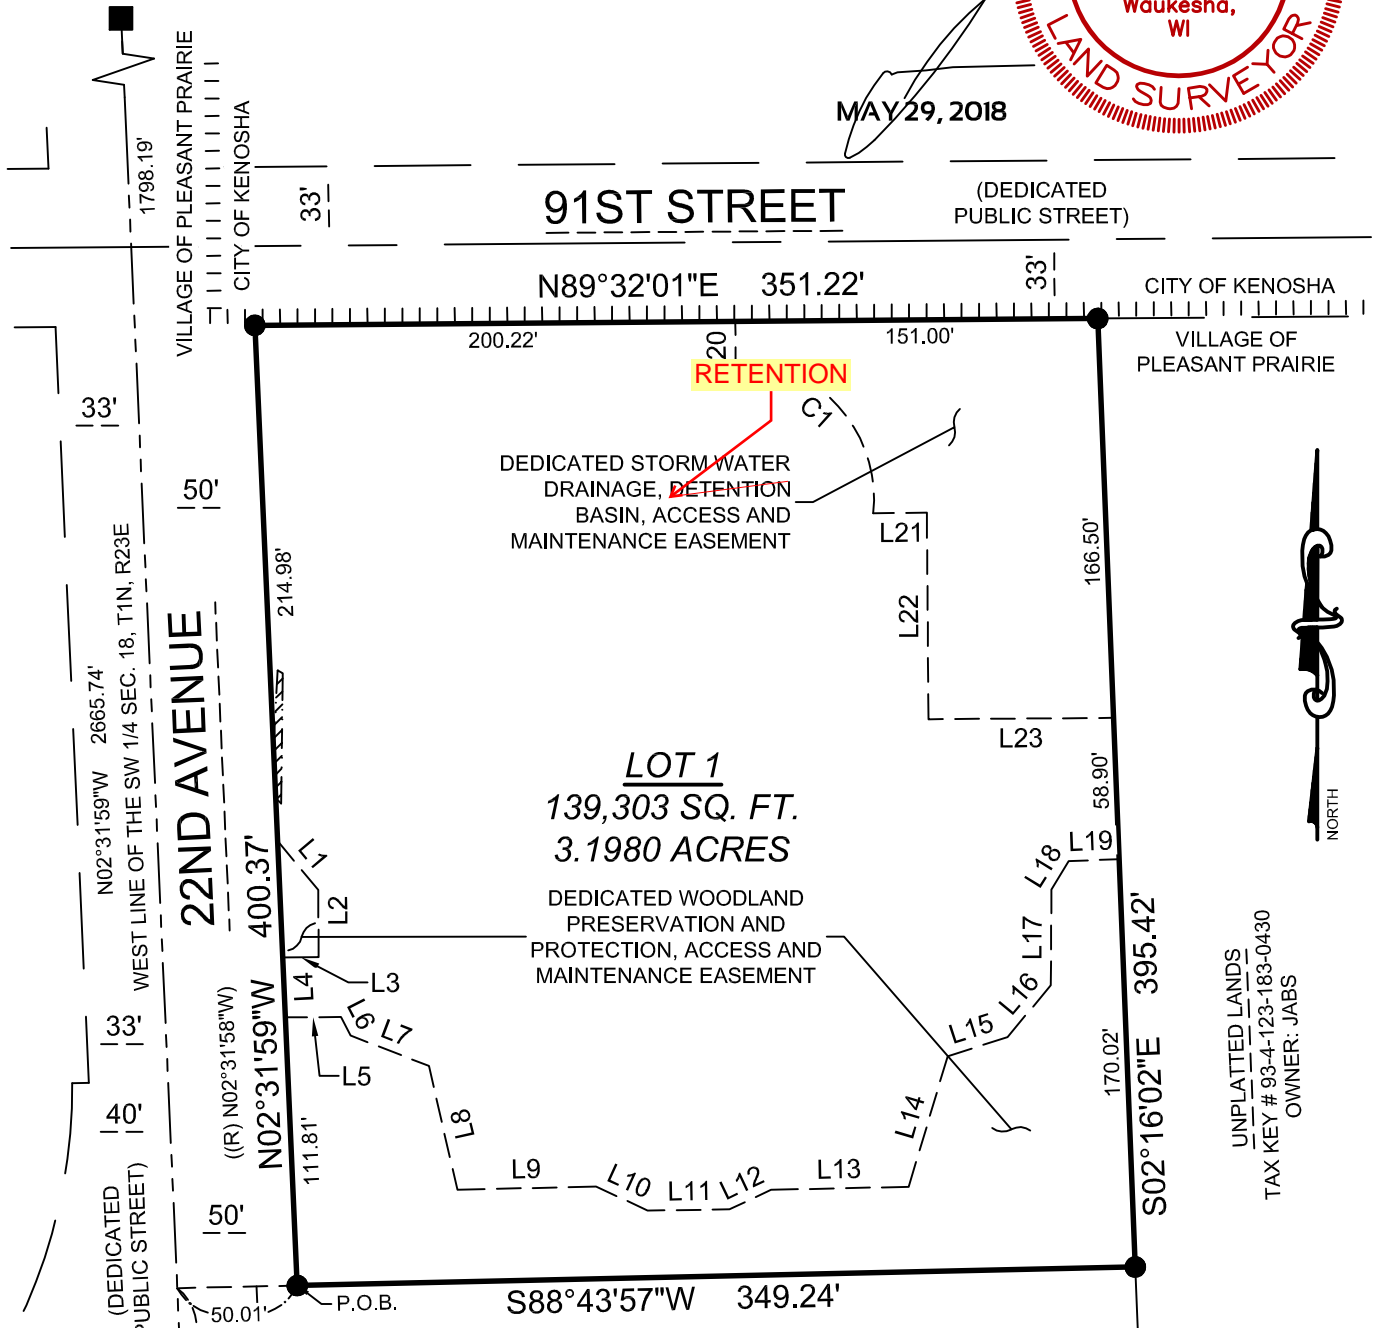 Waukesha,
WI
LAND SURVEYOR
MAY 29, 2018
1798.19'
VILLAGE OF PLEASANT PRAIRIE
CITY OF KENOSHA
33'
91ST STREET
(DEDICATED
PUBLIC STREET)
N89°32'01"E 351.22'
33'
CITY OF KENOSHA
VILLAGE OF
PLEASANT PRAIRIE
200.22'
20
151.00'
RETENTION
C1
33'
50'
DEDICATED STORM WATER
DRAINAGE, DETENTION
BASIN, ACCESS AND
MAINTENANCE EASEMENT
L21
L22
L23
166.50'
214.98'
58.90'
N02°31'59"W 2665.74'
WEST LINE OF THE SW 1/4 SEC. 18, T1N, R23E
22ND AVENUE
LOT 1
139,303 SQ. FT.
3.1980 ACRES
NORTH
L1
L2
L3
L4
L5
L6
L7
L8
L9
L10
L11
L12
L13
L14
L15
L16
L17
L18
L19
DEDICATED WOODLAND
PRESERVATION AND
PROTECTION, ACCESS AND
MAINTENANCE EASEMENT
((R) N02°31'58"W)
N02°31'59"W 400.37'
111.81'
S02°16'02"E 395.42'
170.02'
UNPLATTED LANDS
TAX KEY # 93-4-123-183-0430
OWNER: JABS
33'
40'
50'
(DEDICATED
PUBLIC STREET)
50.01'
P.O.B.
S88°43'57"W 349.24'